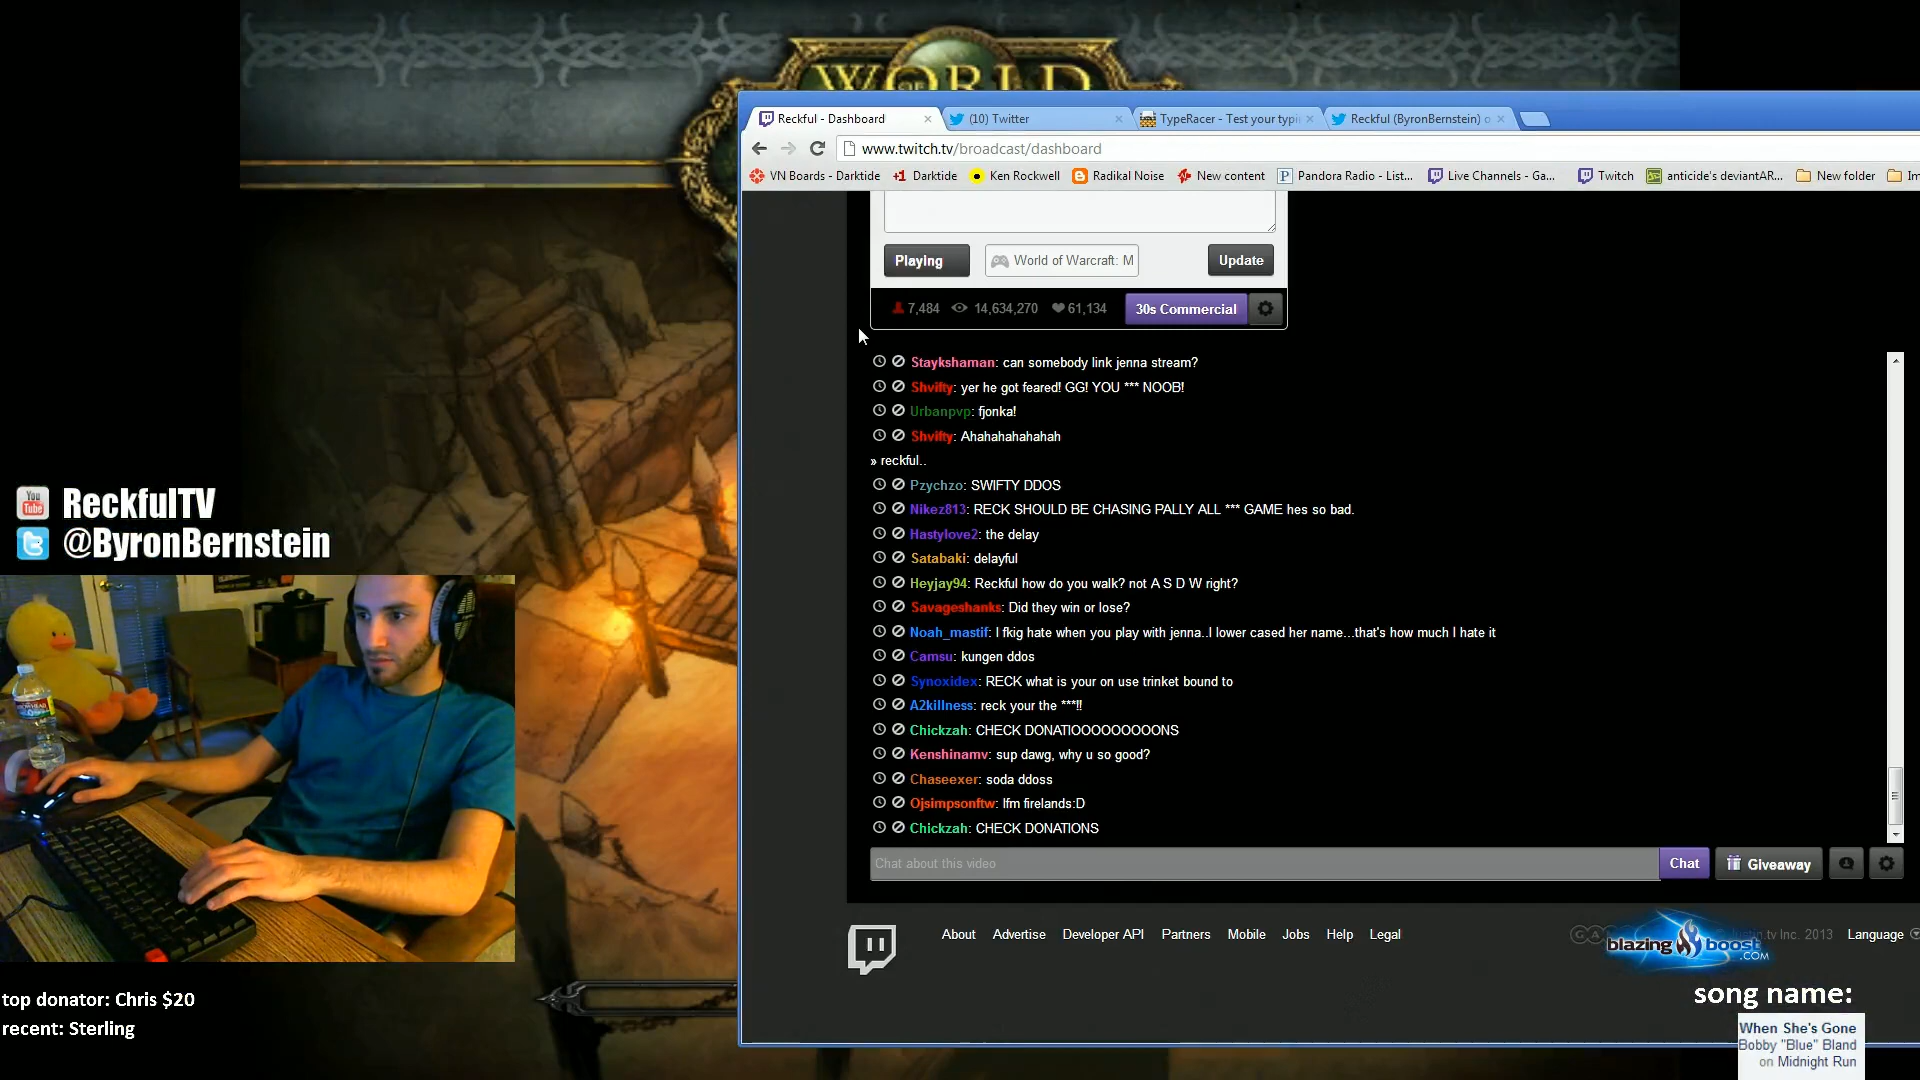 WORLD
OF
Reckful - Dashboard
(10) Twitter
TypeRacer - Test your typi
Reckful (ByronBernstein) o
www.twitch.tv/broadcast/dashboard
VN Boards - Darktide
+1 Darktide
Ken Rockwell
Radikal Noise
New content
Pandora Radio - List...
Live Channels - Ga...
Twitch
anticide's deviantAR...
New folder
Im
Playing
World of Warcraft: M
Update
7,484
14,634,270
61,134
30s Commercial
Staykshaman: can somebody link jenna stream?
Shvifty: yer he got feared! GG! YOU *** NOOB!
Urbanpvp: fjonka!
Shvifty: Ahahahahahahah
» reckful..
Pzychzo: SWIFTY DDOS
Nikez813: RECK SHOULD BE CHASING PALLY ALL *** GAME hes so bad.
Hastylove2: the delay
Satabaki: delayful
Heyjay94: Reckful how do you walk? not A S D W right?
Savageshanks: Did they win or lose?
Noah_mastif: I fkig hate when you play with jenna..I lower cased her name...that's how much I hate it
Camsu: kungen ddos
Synoxidex: RECK what is your on use trinket bound to
A2killness: reck your the ***!!
Chickzah: CHECK DONATIOOOOOOOOONS
Kenshinamv: sup dawg, why u so good?
Chaseexer: soda ddoss
Ojsimpsonftw: lfm firelands:D
Chickzah: CHECK DONATIONS
Chat about this video
Chat
Giveaway
About
Advertise
Developer API
Partners
Mobile
Jobs
Help
Legal
tv Inc. 2013
Language
blazing boost
.COM
You
Tube
ReckfulTV
@ByronBernstein
top donator: Chris $20
recent: Sterling
song name:
When She's Gone
Bobby "Blue" Bland
on Midnight Run